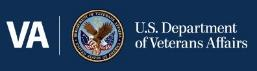 VA
U.S. Department
of Veterans Affairs